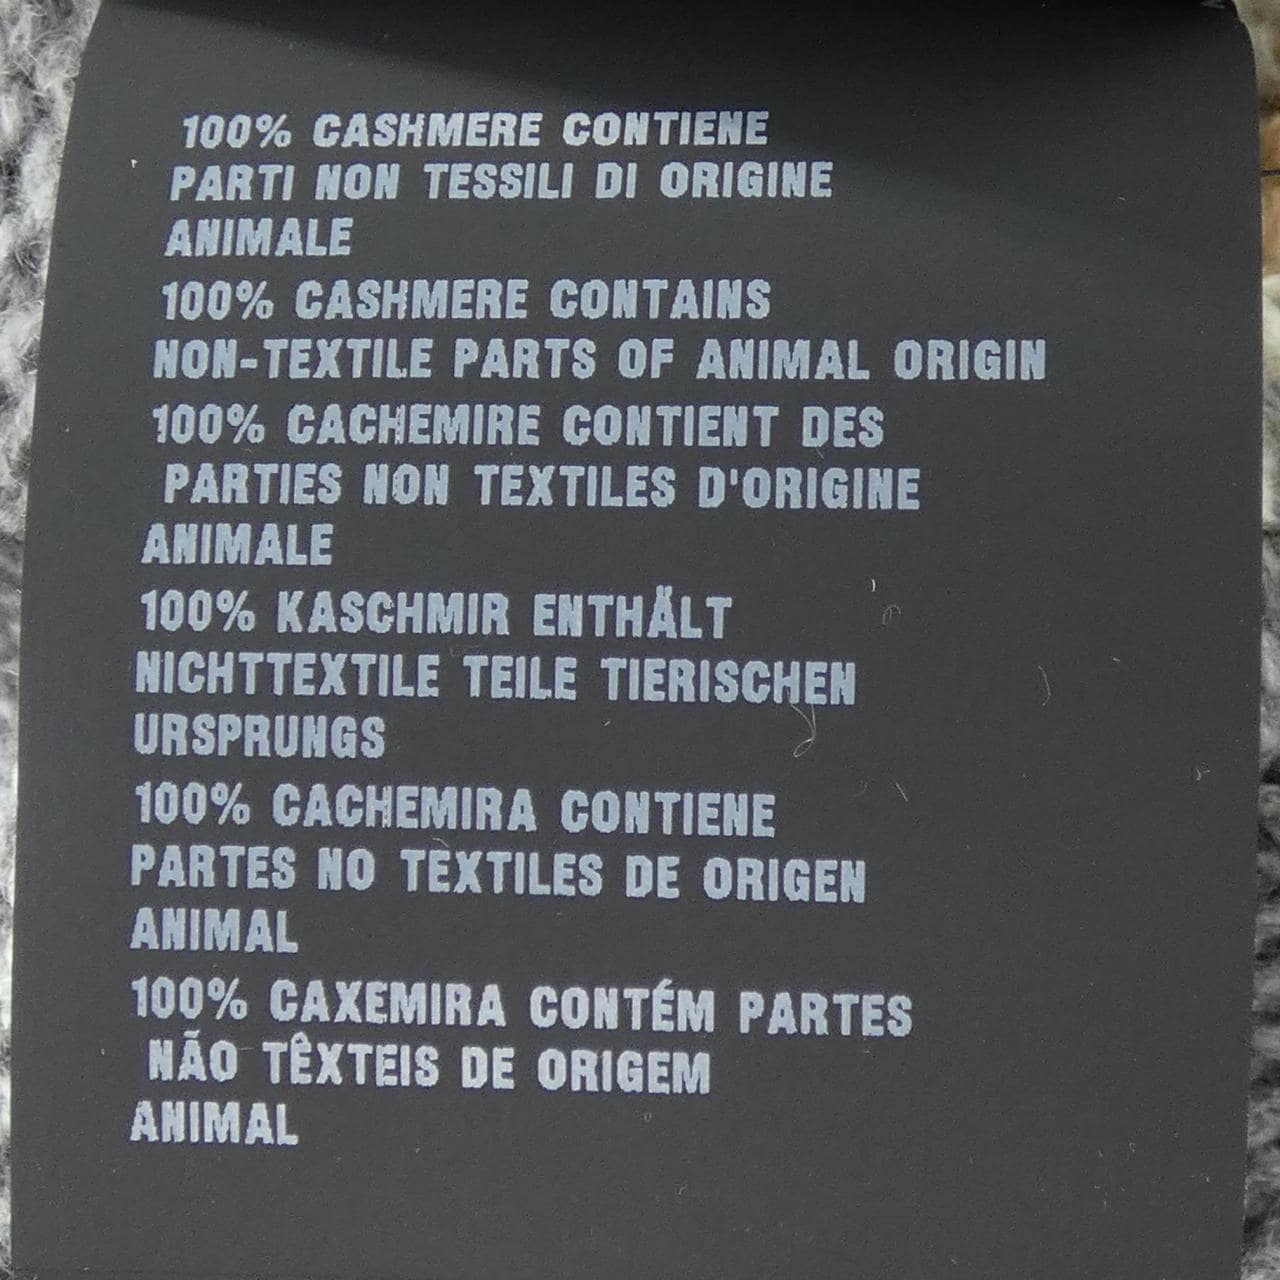 100% CASHMERE CONTIENE
PARTI NON TESSILI DI ORIGINE
ANIMALE
100% CASHMERE CONTAINS
NON-TEXTILE PARTS OF ANIMAL ORIGIN
100% CACHEMIRE CONTIENT DES
PARTIES NON TEXTILES D'ORIGINE
ANIMALE
100% KASCHMIR ENTHÄLT
NICHTTEXTILE TEILE TIERISCHEN
URSPRUNGS
100% CACHEMIRA CONTIENE
PARTES NO TEXTILES DE ORIGEN
ANIMAL
100% CAXEMIRA CONTÉM PARTES
NÃO TÊXTEIS DE ORIGEM
ANIMAL